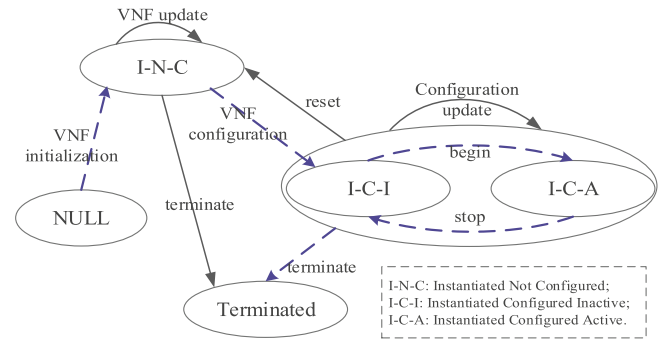 VNF update
I-N-C
Configuration
update
reset
VNF
configuration
VNF
initialization
begin
I-C-I
I-C-A
NULL
terminate
stop
terminate
Terminated
I-N-C: Instantiated Not Configured;
I-C-I: Instantiated Configured Inactive;
I-C-A: Instantiated Configured Active.